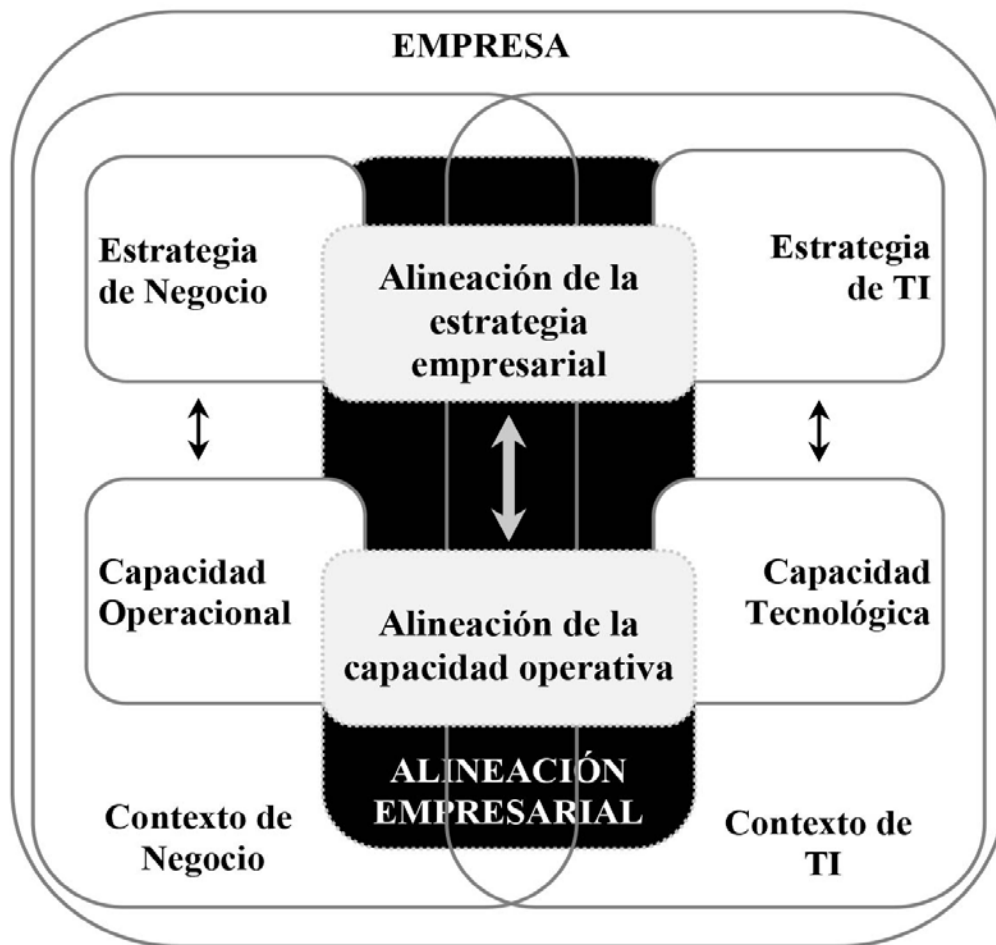 EMPRESA
Estrategia
de Negocio
Alineación de la
estrategia
empresarial
Estrategia
de TI
Capacidad
Operacional
Alineación de la
capacidad operativa
Capacidad
Tecnológica
ALINEACIÓN
EMPRESARIAL
Contexto de
Negocio
Contexto de
TI